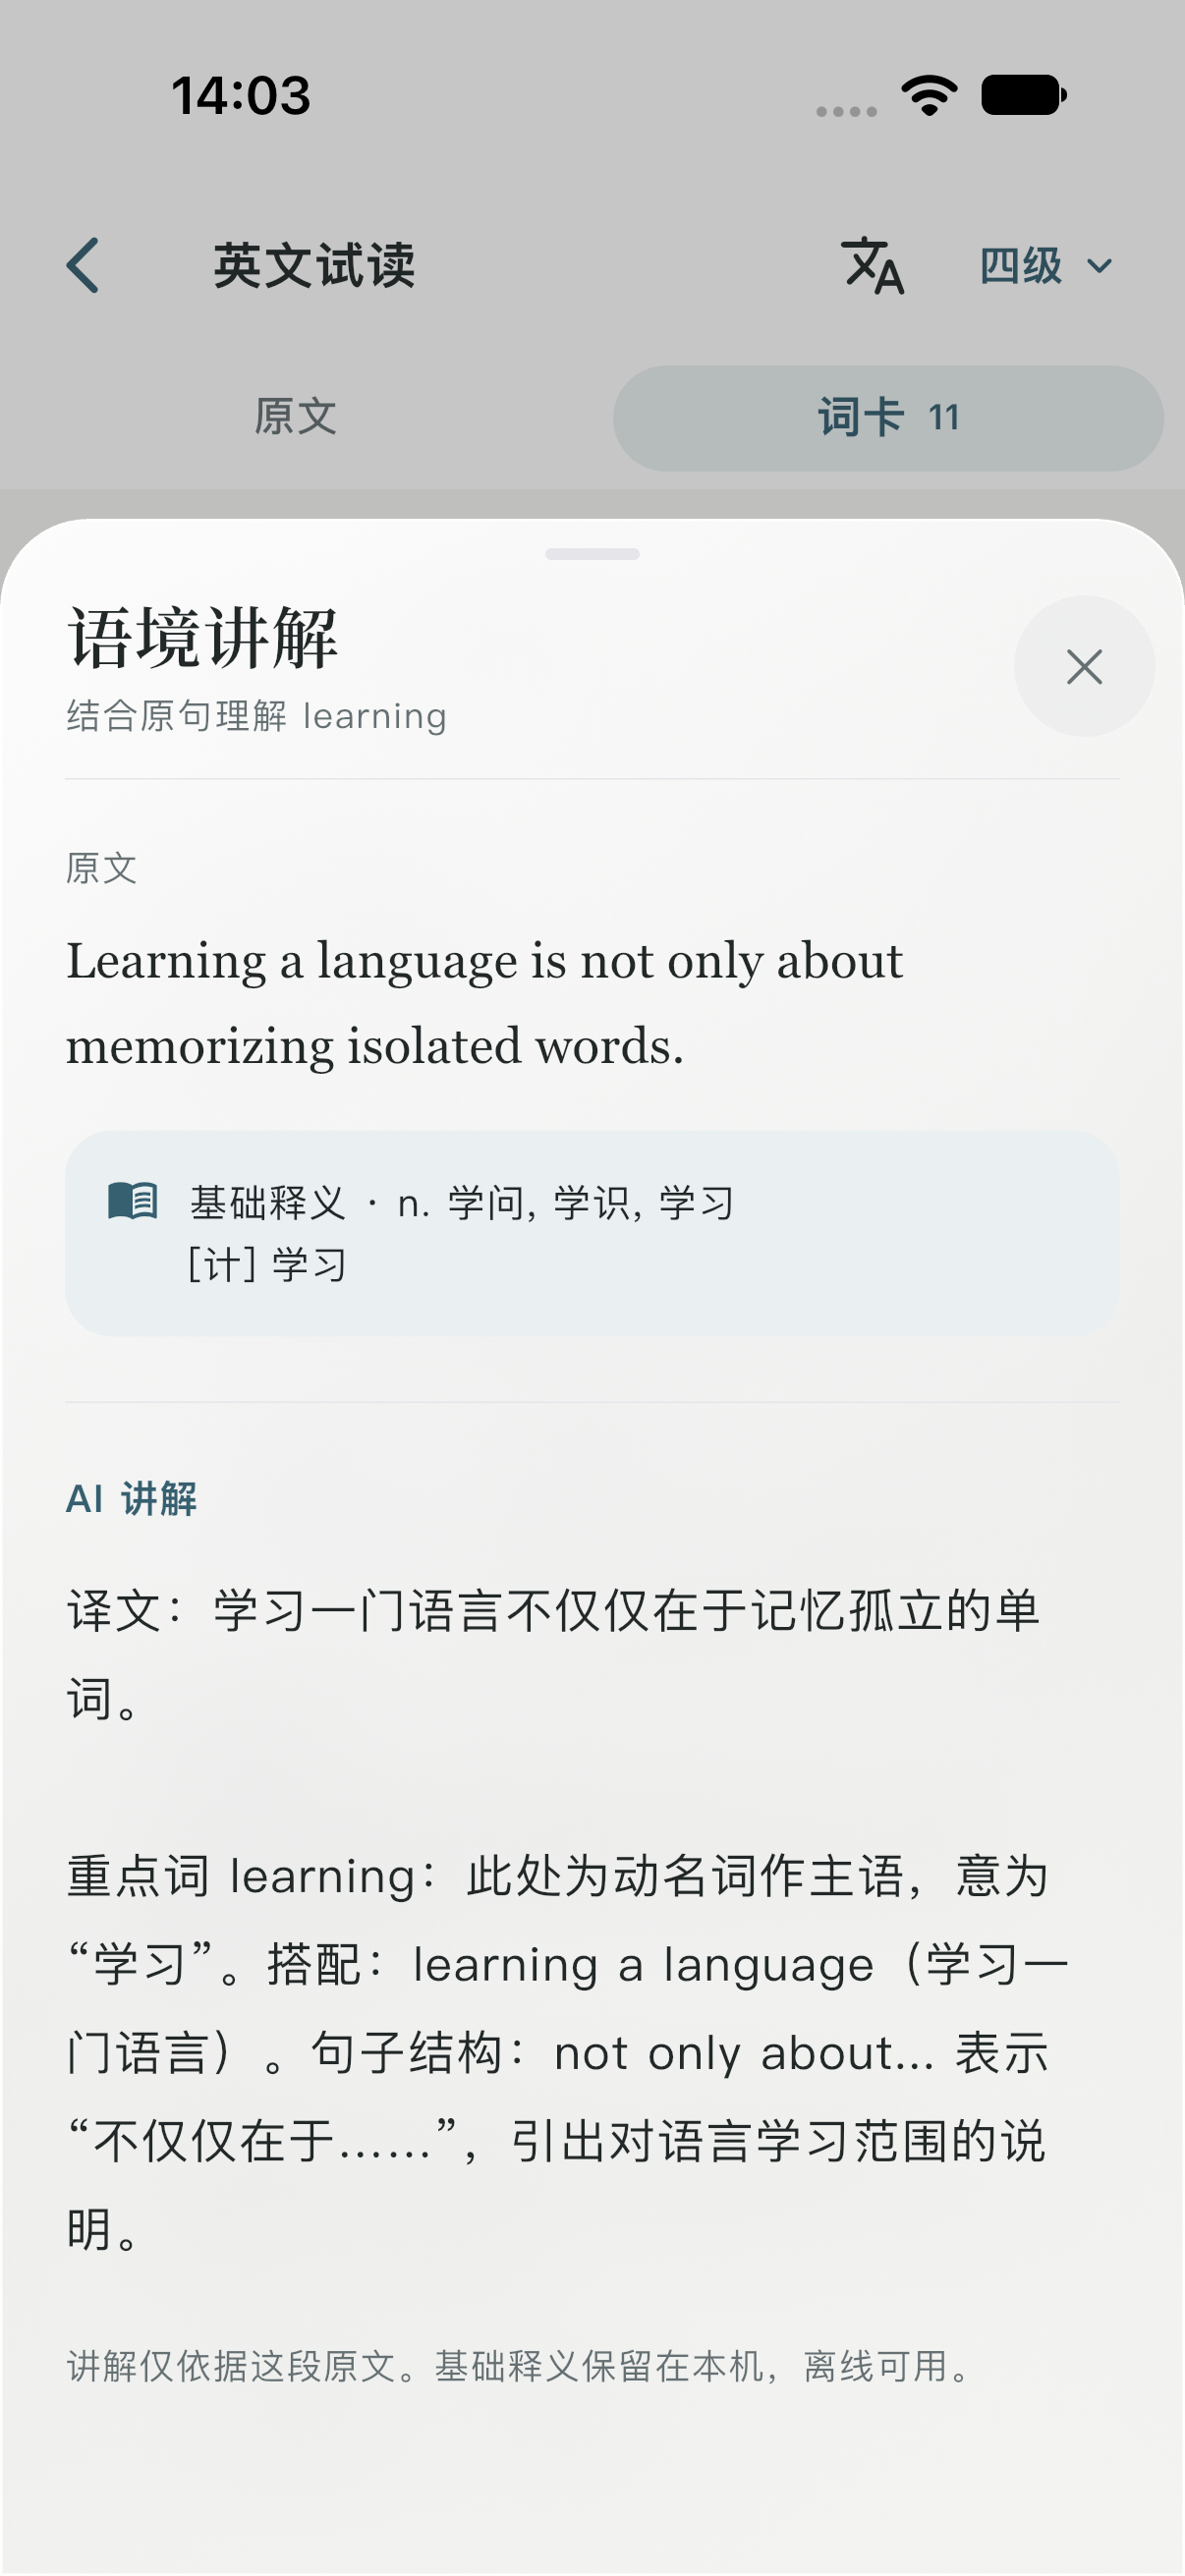 14:03
英文试读
四级
原文
词卡 11
语境讲解
结合原句理解 learning
原文
Learning a language is not only about
memorizing isolated words.
基础释义 · n. 学问, 学识, 学习
[计] 学习
AI 讲解
译文：学习一门语言不仅仅在于记忆孤立的单
词。
重点词 learning：此处为动名词作主语，意为
“学习”。搭配：learning a language（学习一
门语言）。句子结构：not only about... 表示
“不仅仅在于……”，引出对语言学习范围的说
明。
讲解仅依据这段原文。基础释义保留在本机，离线可用。